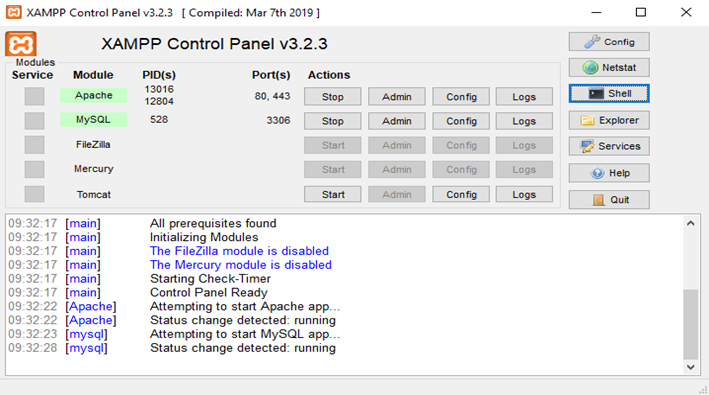 XAMPP Control Panel v3.2.3 [ Compiled: Mar 7th 2019 ]
XAMPP Control Panel v3.2.3
Config
Modules
Service Module PID(s) Port(s) Actions
Netstat
Apache 13016 12804 80, 443 Stop Admin Config Logs
Shell
MySQL 528 3306 Stop Admin Config Logs
Explorer
FileZilla Start Admin Config Logs
Services
Mercury Start Admin Config Logs
Help
Tomcat Start Admin Config Logs
Quit
09:32:17 [main] All prerequisites found
09:32:17 [main] Initializing Modules
09:32:17 [main] The FileZilla module is disabled
09:32:17 [main] The Mercury module is disabled
09:32:17 [main] Starting Check-Timer
09:32:17 [main] Control Panel Ready
09:32:22 [Apache] Attempting to start Apache app...
09:32:22 [Apache] Status change detected: running
09:32:23 [mysql] Attempting to start MySQL app...
09:32:28 [mysql] Status change detected: running